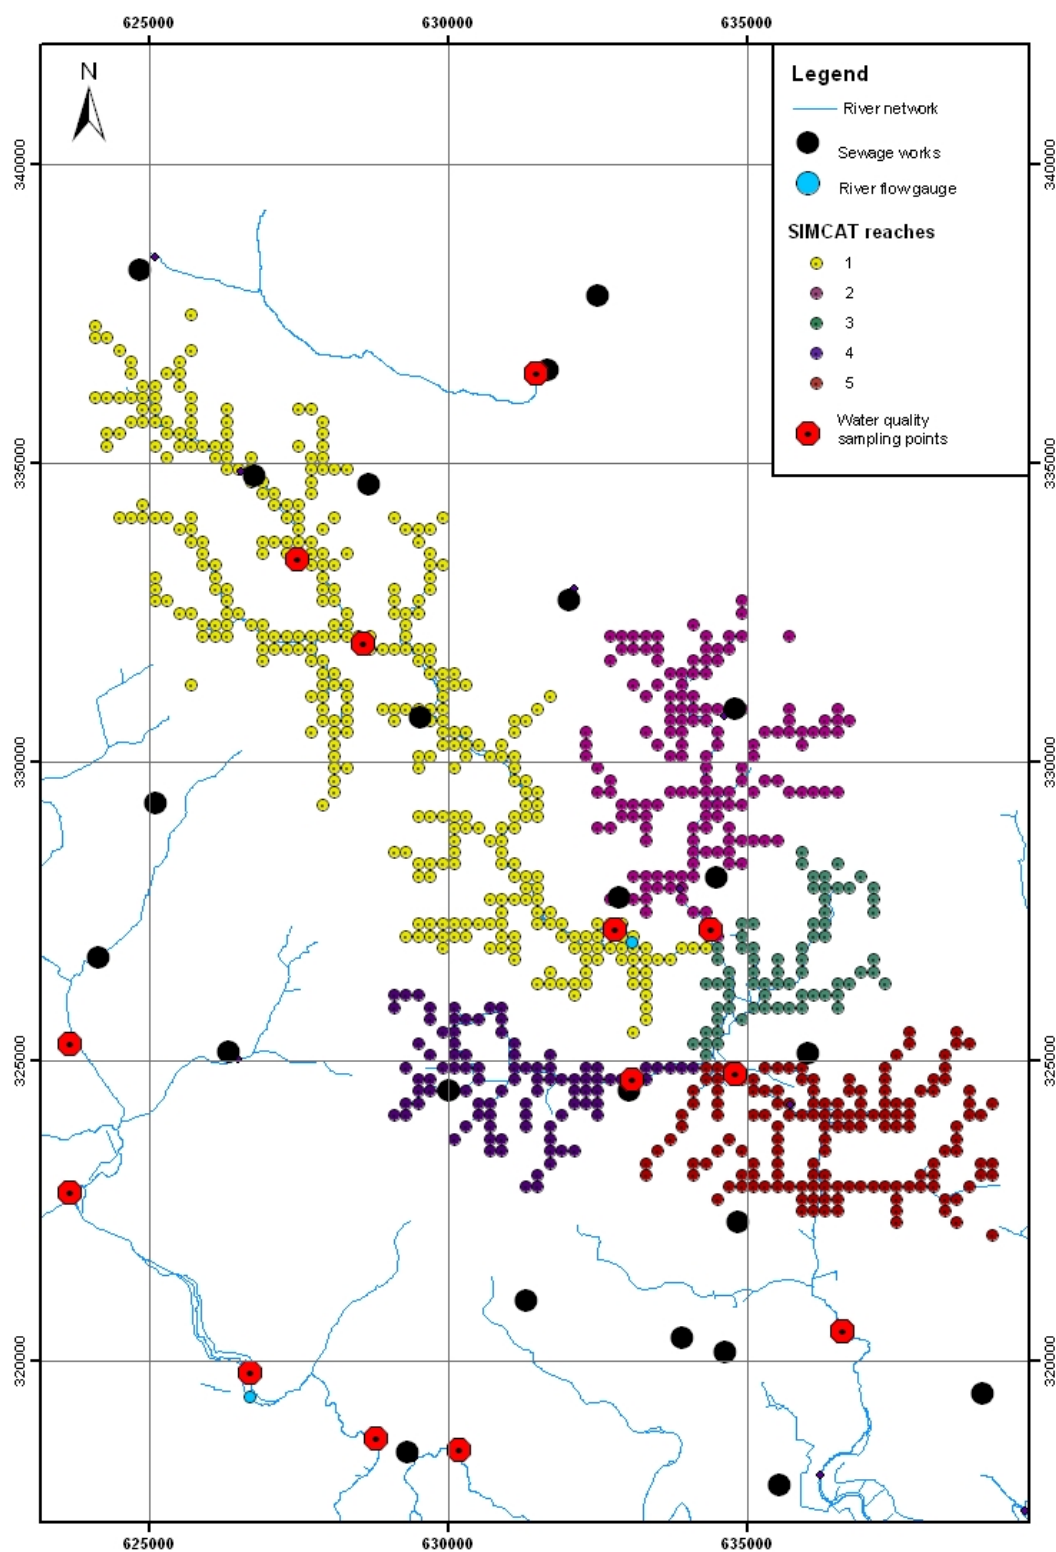 625000
630000
635000
N
Legend
River network
Sewage works
River flow gauge
SIMCAT reaches
1
2
3
4
5
Water quality
sampling points
340000
340000
335000
335000
330000
330000
325000
325000
320000
320000
625000
630000
635000